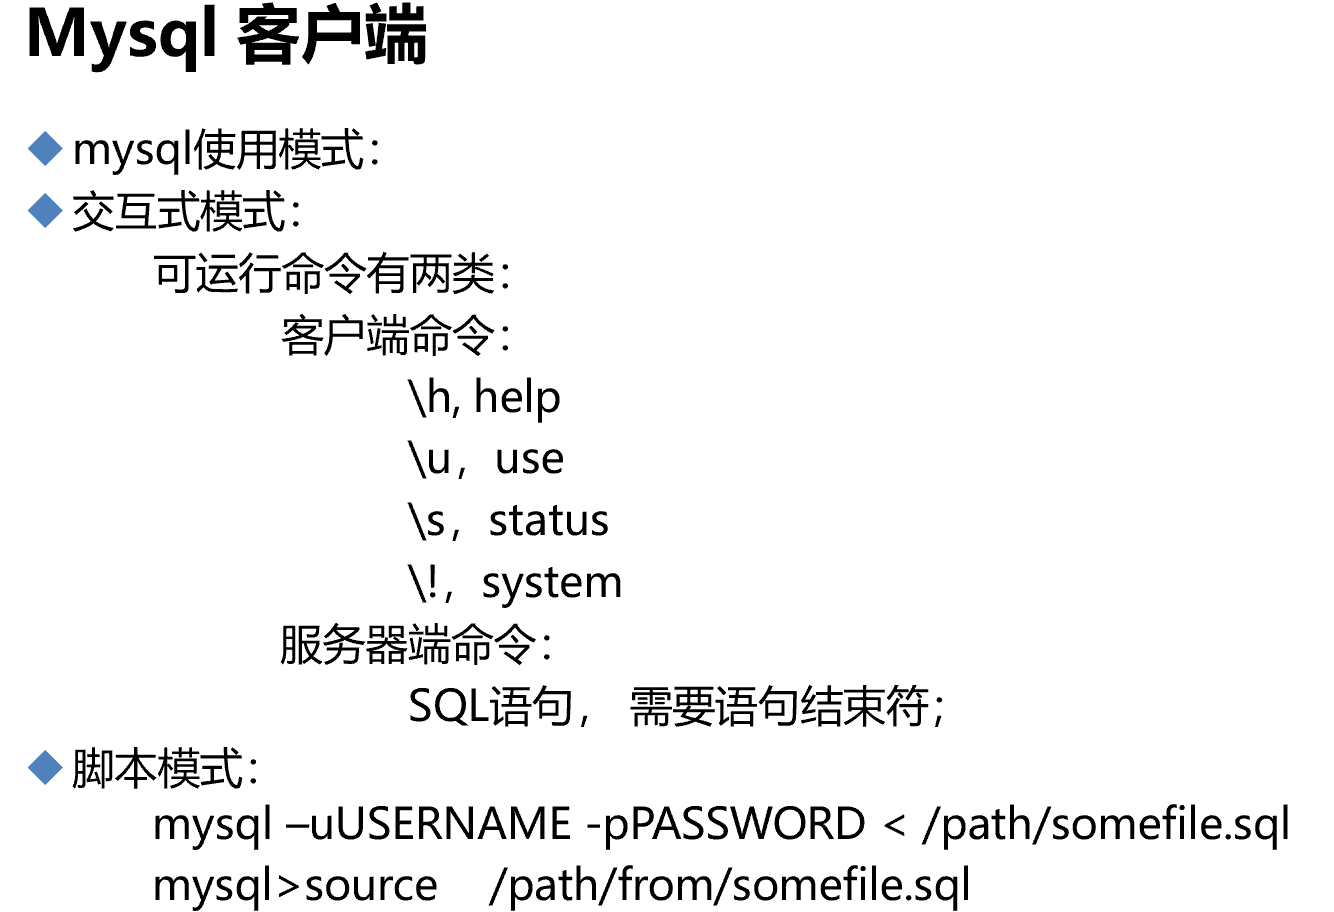 Mysql 客户端
mysql使用模式：
交互式模式：
可运行命令有两类：
客户端命令：
\h, help
\u，use
\s，status
\!，system
服务器端命令：
SQL语句， 需要语句结束符；
脚本模式：
mysql –uUSERNAME -pPASSWORD < /path/somefile.sql
mysql>source /path/from/somefile.sql